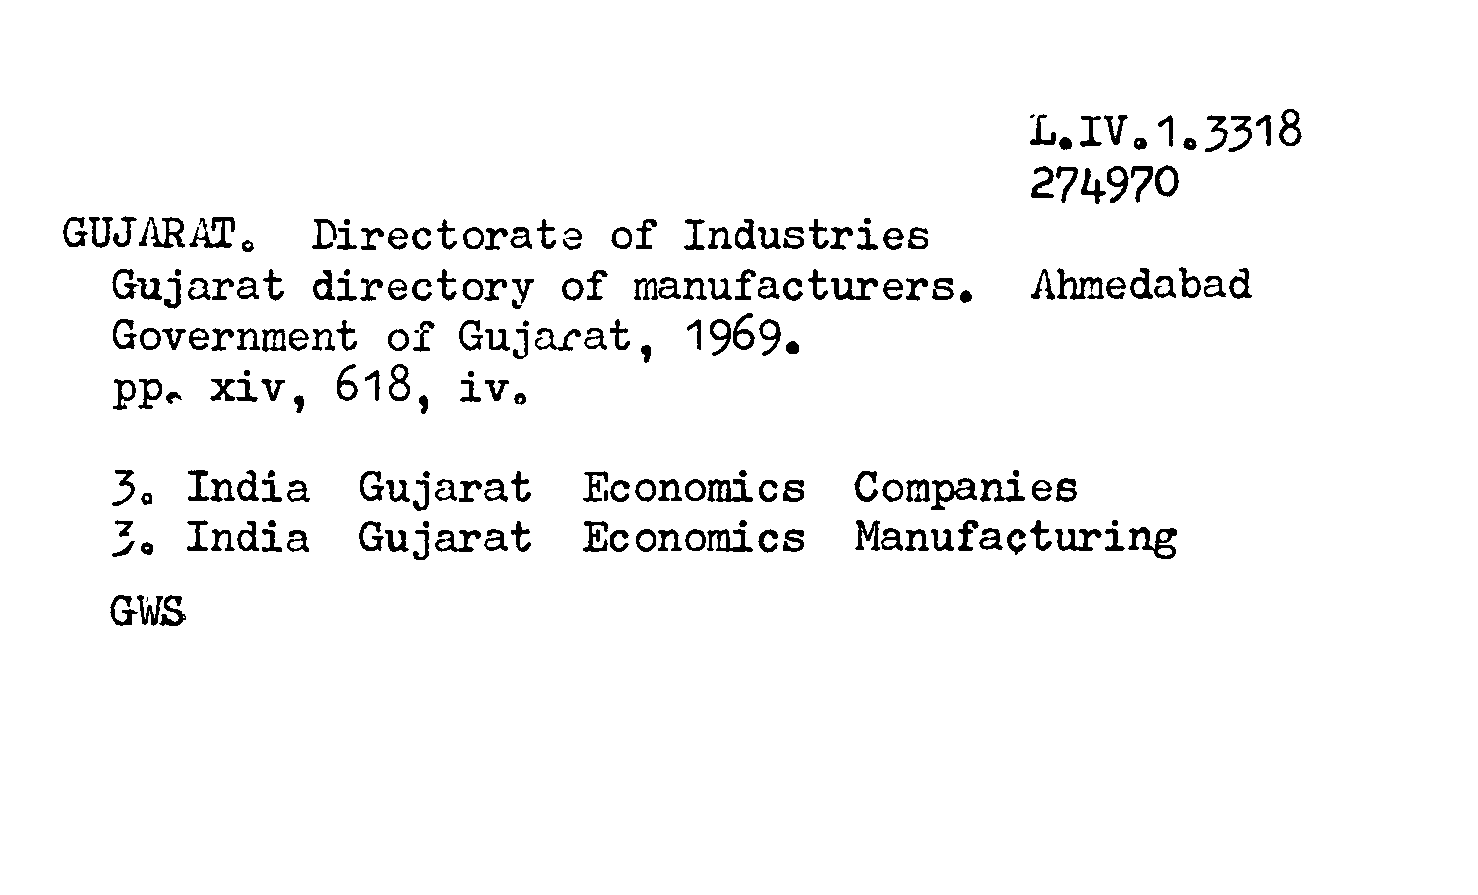 L.IV.1.3318
274970
GUJARAT. Directorate of Industries
Gujarat directory of manufacturers. Ahmedabad
Government of Gujarat, 1969.
pp. xiv, 618, iv.
3. India Gujarat Economics Companies
3. India Gujarat Economics Manufacturing
GWS